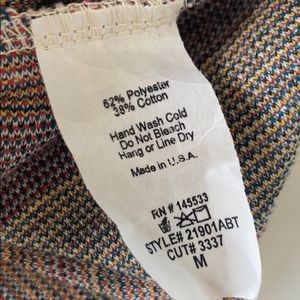 62% Polyester
38% Cotton
Hand Wash Cold
Do Not Bleach
Hang or Line Dry
Made in U.S.A.
RN # 145533
STYLE# 21901ABT
CUT# 3337
M